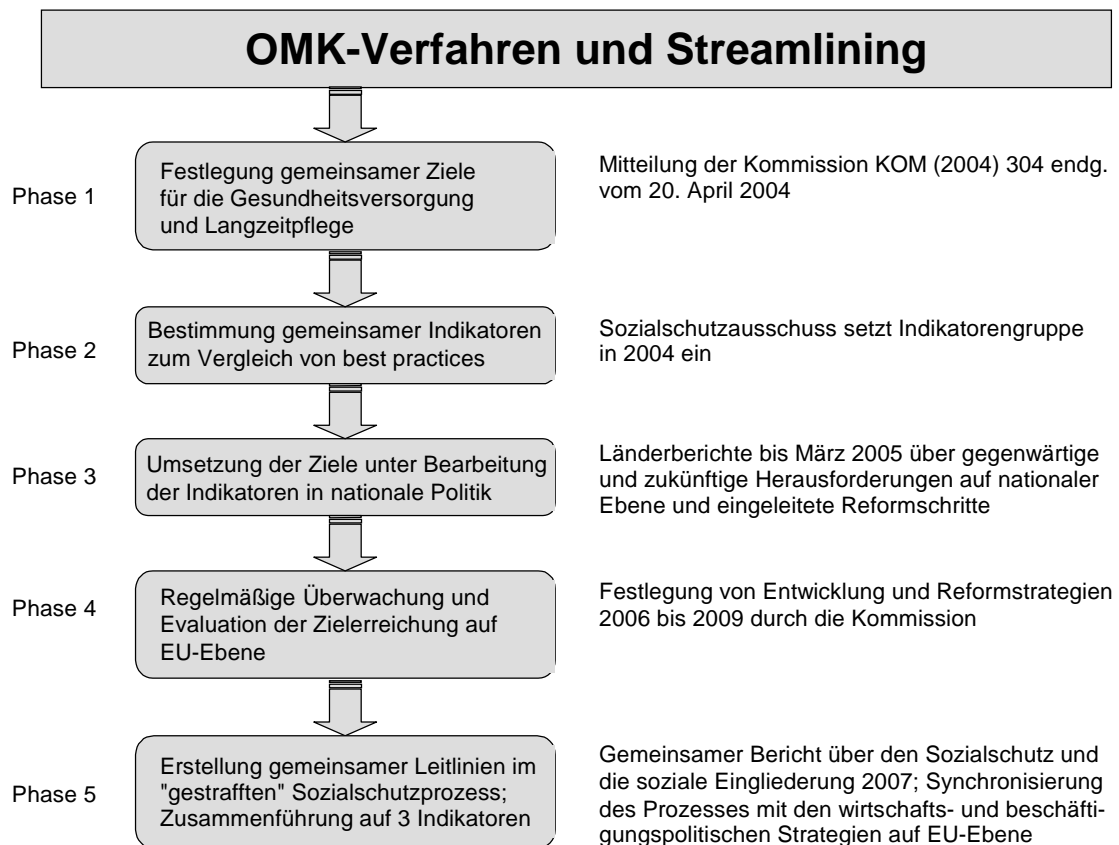 OMK-Verfahren und Streamlining
Phase 1
Festlegung gemeinsamer Ziele
für die Gesundheitsversorgung
und Langzeitpflege
Mitteilung der Kommission KOM (2004) 304 endg.
vom 20. April 2004
Phase 2
Bestimmung gemeinsamer Indikatoren
zum Vergleich von best practices
Sozialschutzausschuss setzt Indikatorengruppe
in 2004 ein
Phase 3
Umsetzung der Ziele unter Bearbeitung
der Indikatoren in nationale Politik
Länderberichte bis März 2005 über gegenwärtige
und zukünftige Herausforderungen auf nationaler
Ebene und eingeleitete Reformschritte
Phase 4
Regelmäßige Überwachung und
Evaluation der Zielerreichung auf
EU-Ebene
Festlegung von Entwicklung und Reformstrategien
2006 bis 2009 durch die Kommission
Phase 5
Erstellung gemeinsamer Leitlinien im
"gestrafften" Sozialschutzprozess;
Zusammenführung auf 3 Indikatoren
Gemeinsamer Bericht über den Sozialschutz und
die soziale Eingliederung 2007; Synchronisierung
des Prozesses mit den wirtschafts- und beschäfti-
gungspolitischen Strategien auf EU-Ebene